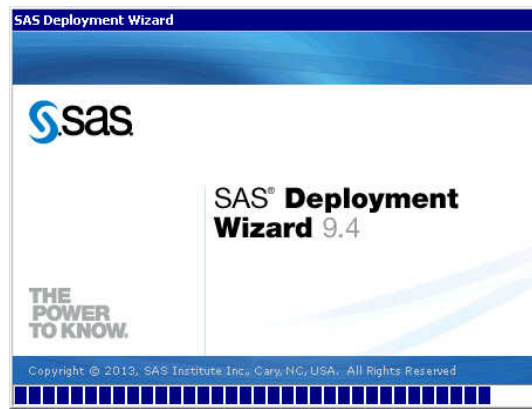 SAS Deployment Wizard
sas
SAS® Deployment
Wizard 9.4
THE
POWER
TO KNOW.
Copyright © 2013, SAS Institute Inc., Cary, NC, USA. All Rights Reserved